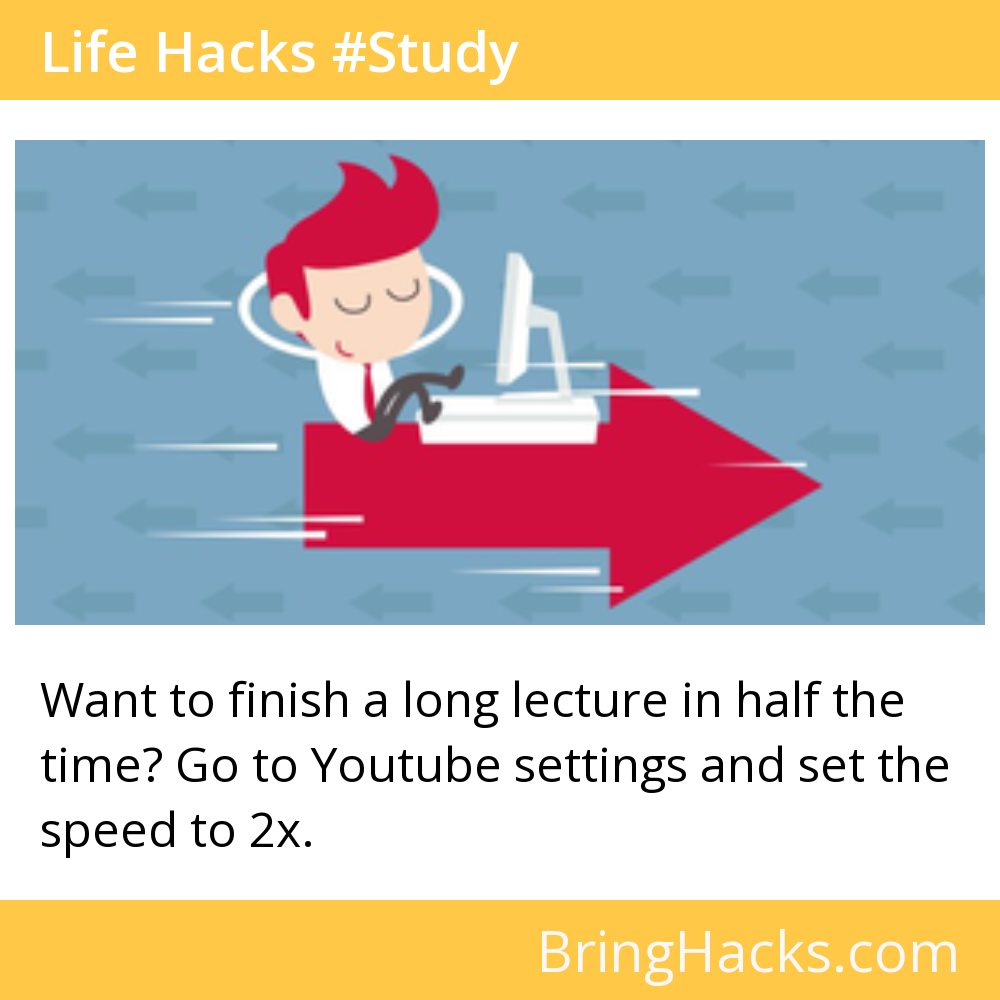 Life Hacks #Study
Want to finish a long lecture in half the
time? Go to Youtube settings and set the
speed to 2x.
BringHacks.com